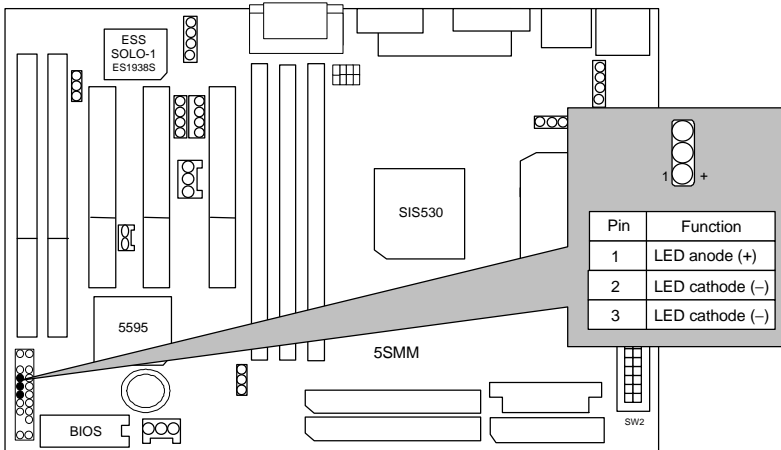 ESS
SOLO-1
ES1938S
SIS530
1 +
Pin Function
1 LED anode (+)
2 LED cathode (−)
3 LED cathode (−)
5595
5SMM
BIOS
SW2